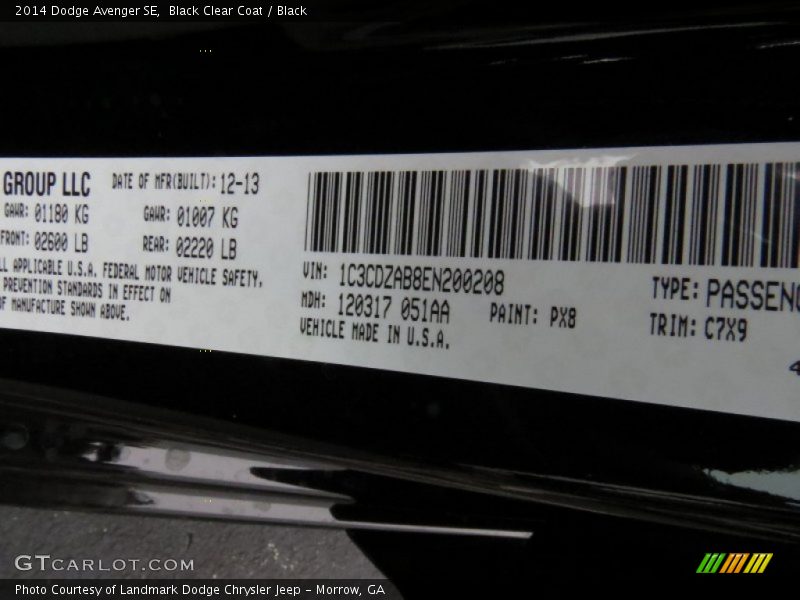 2014 Dodge Avenger SE,  Black Clear Coat / Black
GROUP LLC DATE OF MFR(BUILT): 12-13
GAWR: 01180 KG GAWR: 01007 KG
FRONT: 02600 LB REAR: 02220 LB
LL APPLICABLE U.S.A. FEDERAL MOTOR VEHICLE SAFETY,
PREVENTION STANDARDS IN EFFECT ON
OF MANUFACTURE SHOWN ABOVE.
VIN: 1C3CDZAB8EN200208 TYPE: PASSENG
MDH: 120317 051AA PAINT: PX8 TRIM: C7X9
VEHICLE MADE IN U.S.A.
4
GTCARLOT.COM
Photo Courtesy of Landmark Dodge Chrysler Jeep - Morrow, GA